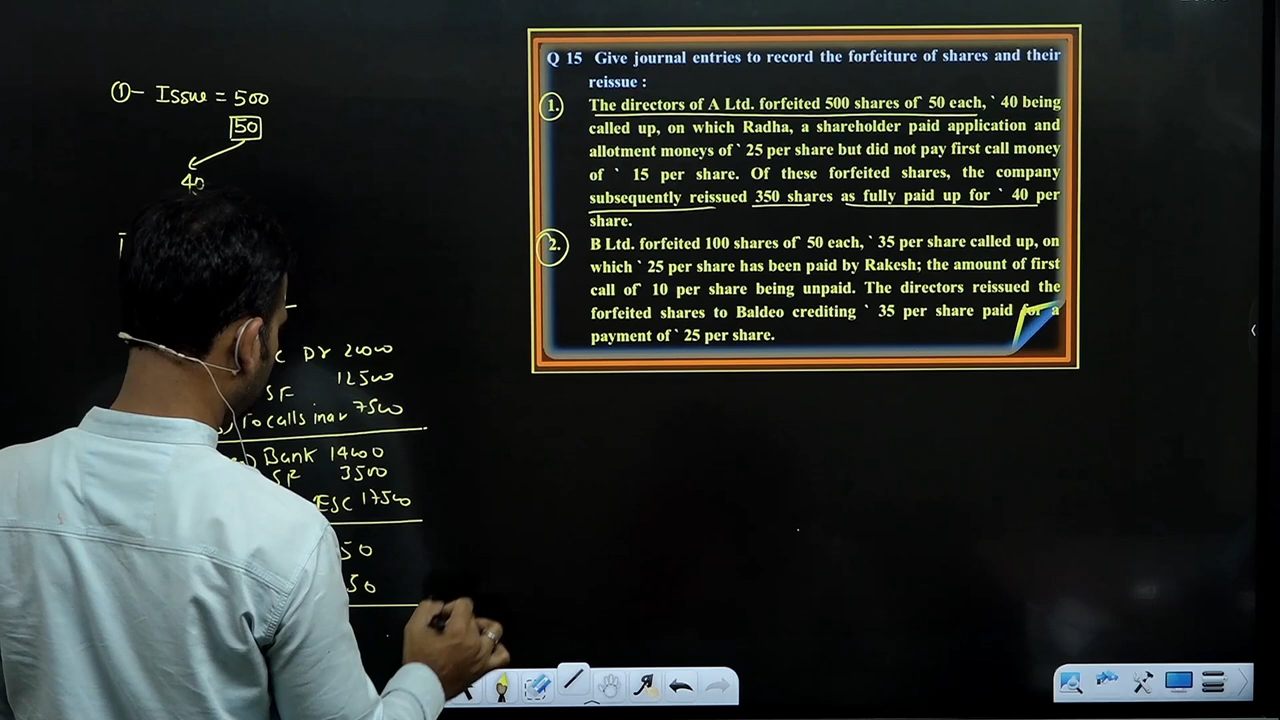 ①- Issue = 500
50
40
C Dr 20000
SF 12500
To calls in ar 7500
Bank 14000
SF 3500
ESC 17500
50
50
Q 15 Give journal entries to record the forfeiture of shares and their
reissue :
1. The directors of A Ltd. forfeited 500 shares of ` 50 each, ` 40 being
called up, on which Radha, a shareholder paid application and
allotment moneys of ` 25 per share but did not pay first call money
of ` 15 per share. Of these forfeited shares, the company
subsequently reissued 350 shares as fully paid up for ` 40 per
share.
2. B Ltd. forfeited 100 shares of ` 50 each, ` 35 per share called up, on
which ` 25 per share has been paid by Rakesh; the amount of first
call of ` 10 per share being unpaid. The directors reissued the
forfeited shares to Baldeo crediting ` 35 per share paid for a
payment of ` 25 per share.